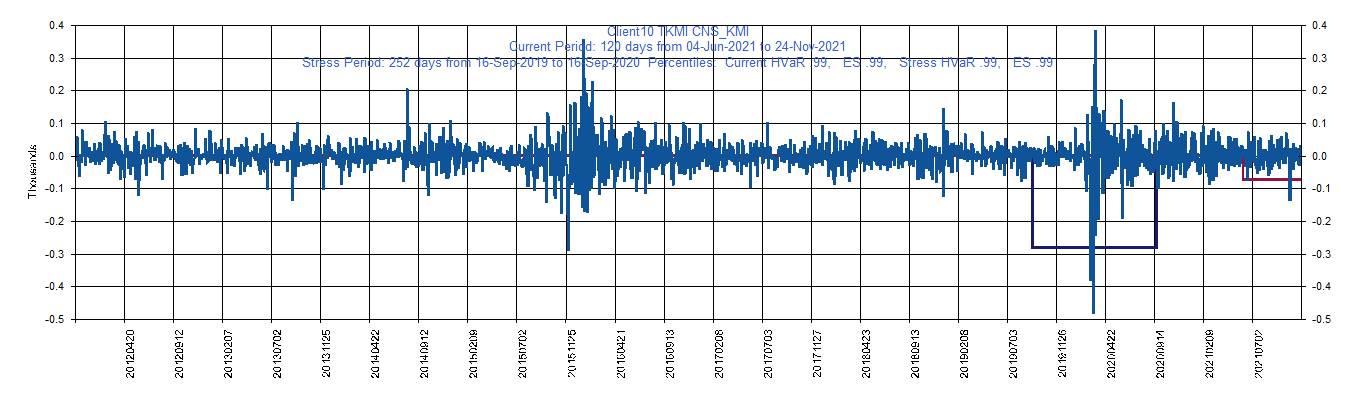 Client10 TKMI CNS_KMI
Current Period: 120 days from 04-Jun-2021 to 24-Nov-2021
Stress Period: 252 days from 16-Sep-2019 to 16-Sep-2020 Percentiles: Current HVaR .99, ES .99, Stress HVaR .99, ES .99
0.4 0.4
0.3 0.3
0.2 0.2
0.1 0.1
0.0 0.0
-0.1 -0.1
-0.2 -0.2
-0.3 -0.3
-0.4 -0.4
-0.5 -0.5
Thousands
20120420 20120912 20130207 20130702 20131125 20140422 20140912 20150209 20150702 20151125 20160421 20160913 20170208 20170703 20171127 20180423 20180913 20190208 20190703 20191126 20200422 20200914 20210209 20210702